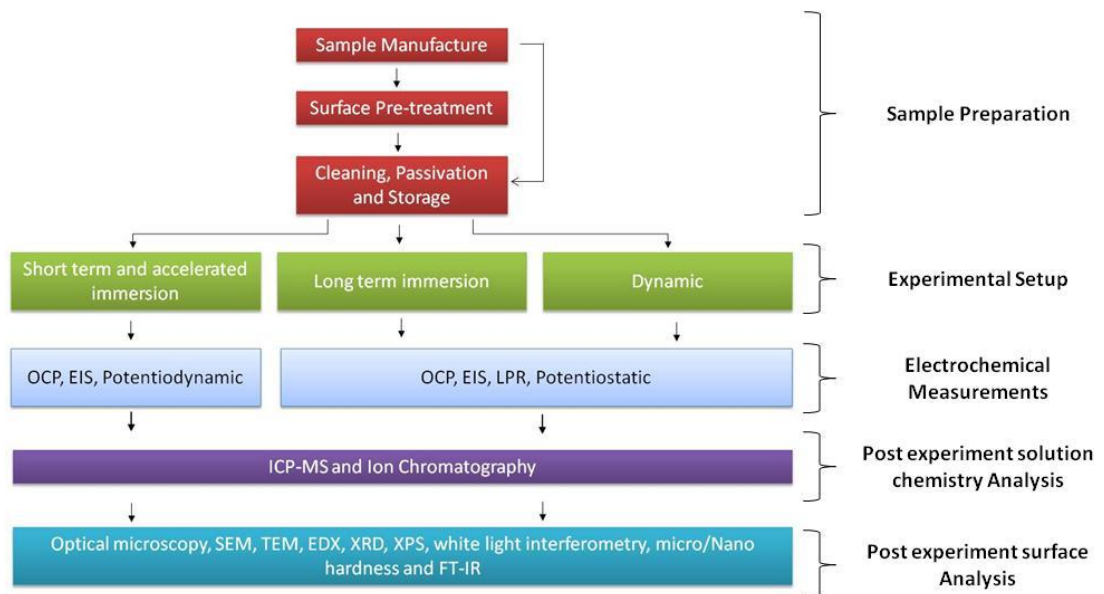 Sample Manufacture
Surface Pre-treatment
Cleaning, Passivation
and Storage
Sample Preparation
Short term and accelerated
immersion
Long term immersion
Dynamic
Experimental Setup
OCP, EIS, Potentiodynamic
OCP, EIS, LPR, Potentiostatic
Electrochemical
Measurements
ICP-MS and Ion Chromatography
Post experiment solution
chemistry Analysis
Optical microscopy, SEM, TEM, EDX, XRD, XPS, white light interferometry, micro/Nano
hardness and FT-IR
Post experiment surface
Analysis